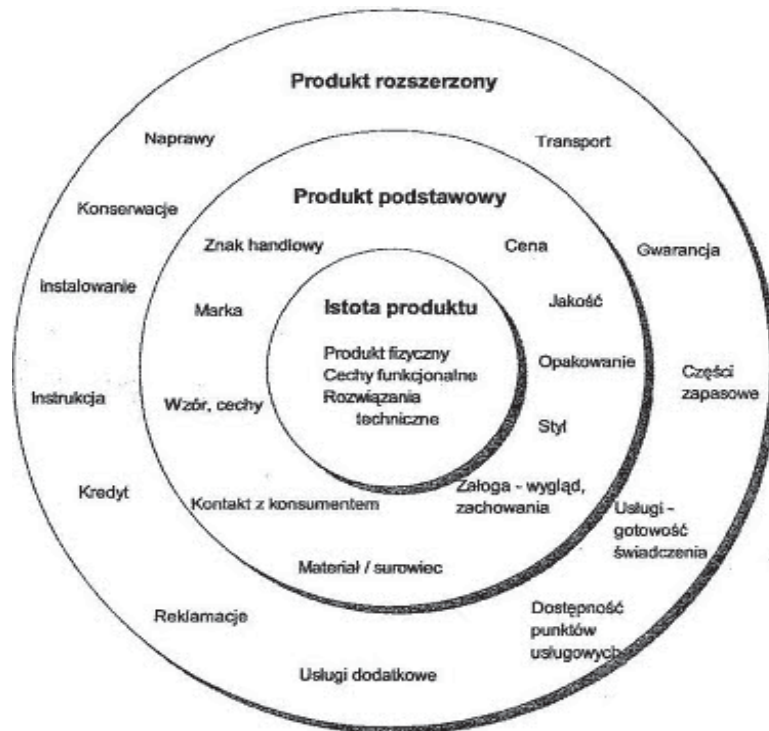 Produkt rozszerzony
Naprawy
Transport
Konserwacje
Produkt podstawowy
Znak handlowy
Cena
Gwarancja
Instalowanie
Marka
Istota produktu
Jakość
Produkt fizyczny
Cechy funkcjonalne
Rozwiązania
techniczne
Opakowanie
Części
zapasowe
Instrukcja
Wzór, cechy
Styl
Kredyt
Kontakt z konsumentem
Załoga - wygląd,
zachowania
Usługi -
gotowość
świadczenia
Materiał / surowiec
Reklamacje
Dostępność
punktów
usługowych
Usługi dodatkowe